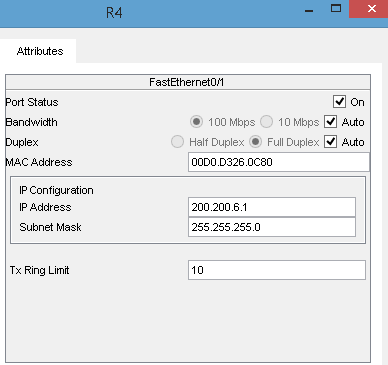 R4
Attributes
FastEthernet0/1
Port Status On
Bandwidth 100 Mbps 10 Mbps Auto
Duplex Half Duplex Full Duplex Auto
MAC Address 00D0.D326.0C80
IP Configuration
IP Address 200.200.6.1
Subnet Mask 255.255.255.0
Tx Ring Limit 10